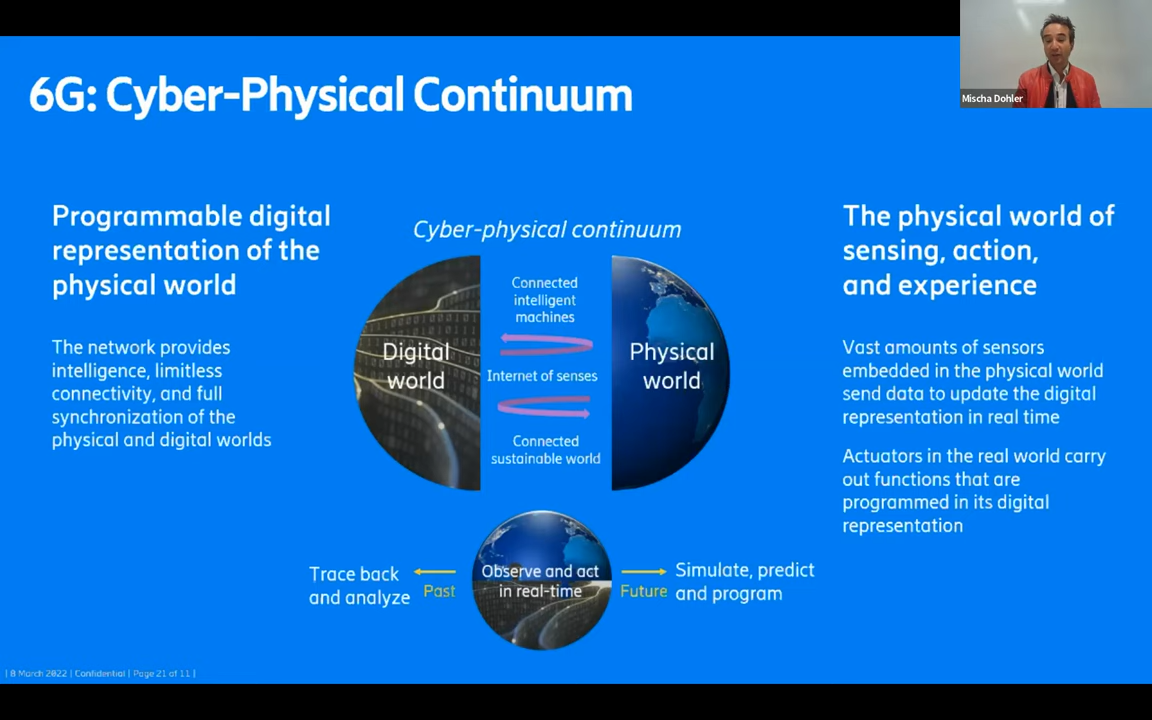 6G: Cyber-Physical Continuum
Mischa Dohler
Programmable digital
representation of the
physical world
The network provides
intelligence, limitless
connectivity, and full
synchronization of the
physical and digital worlds
Cyber-physical continuum
Digital
world
Connected
intelligent
machines
Internet of senses
Connected
sustainable world
Physical
world
The physical world of
sensing, action,
and experience
Vast amounts of sensors
embedded in the physical world
send data to update the digital
representation in real time
Actuators in the real world carry
out functions that are
programmed in its digital
representation
Trace back
and analyze
Past
Observe and act
in real-time
Future
Simulate, predict
and program
| 8 March 2022 | Confidential | Page 21 of 11 |